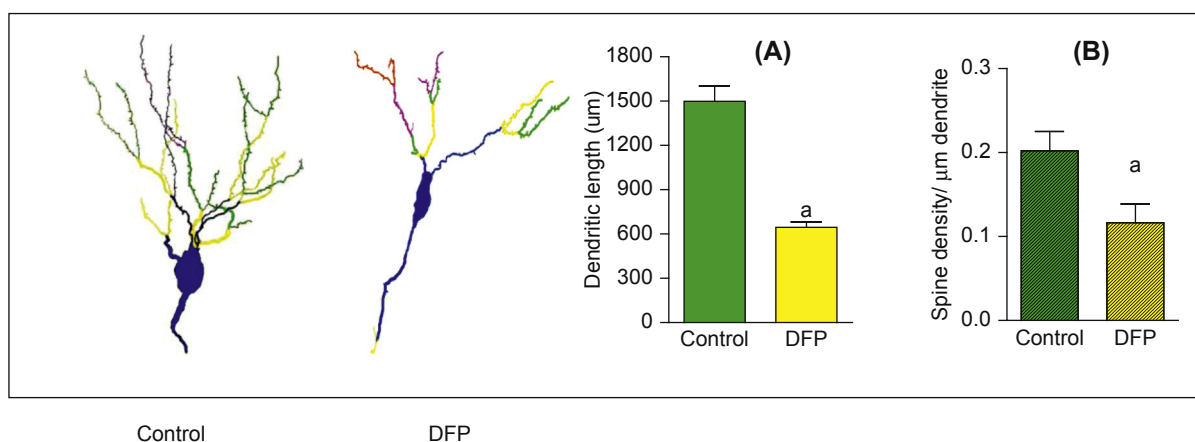 (A)
Dendritic length (um)
1800
1500
1200
900
600
300
0
a
Control DFP
(B)
Spine density/ μm dendrite
0.3
0.2
0.1
0.0
a
Control DFP
Control DFP